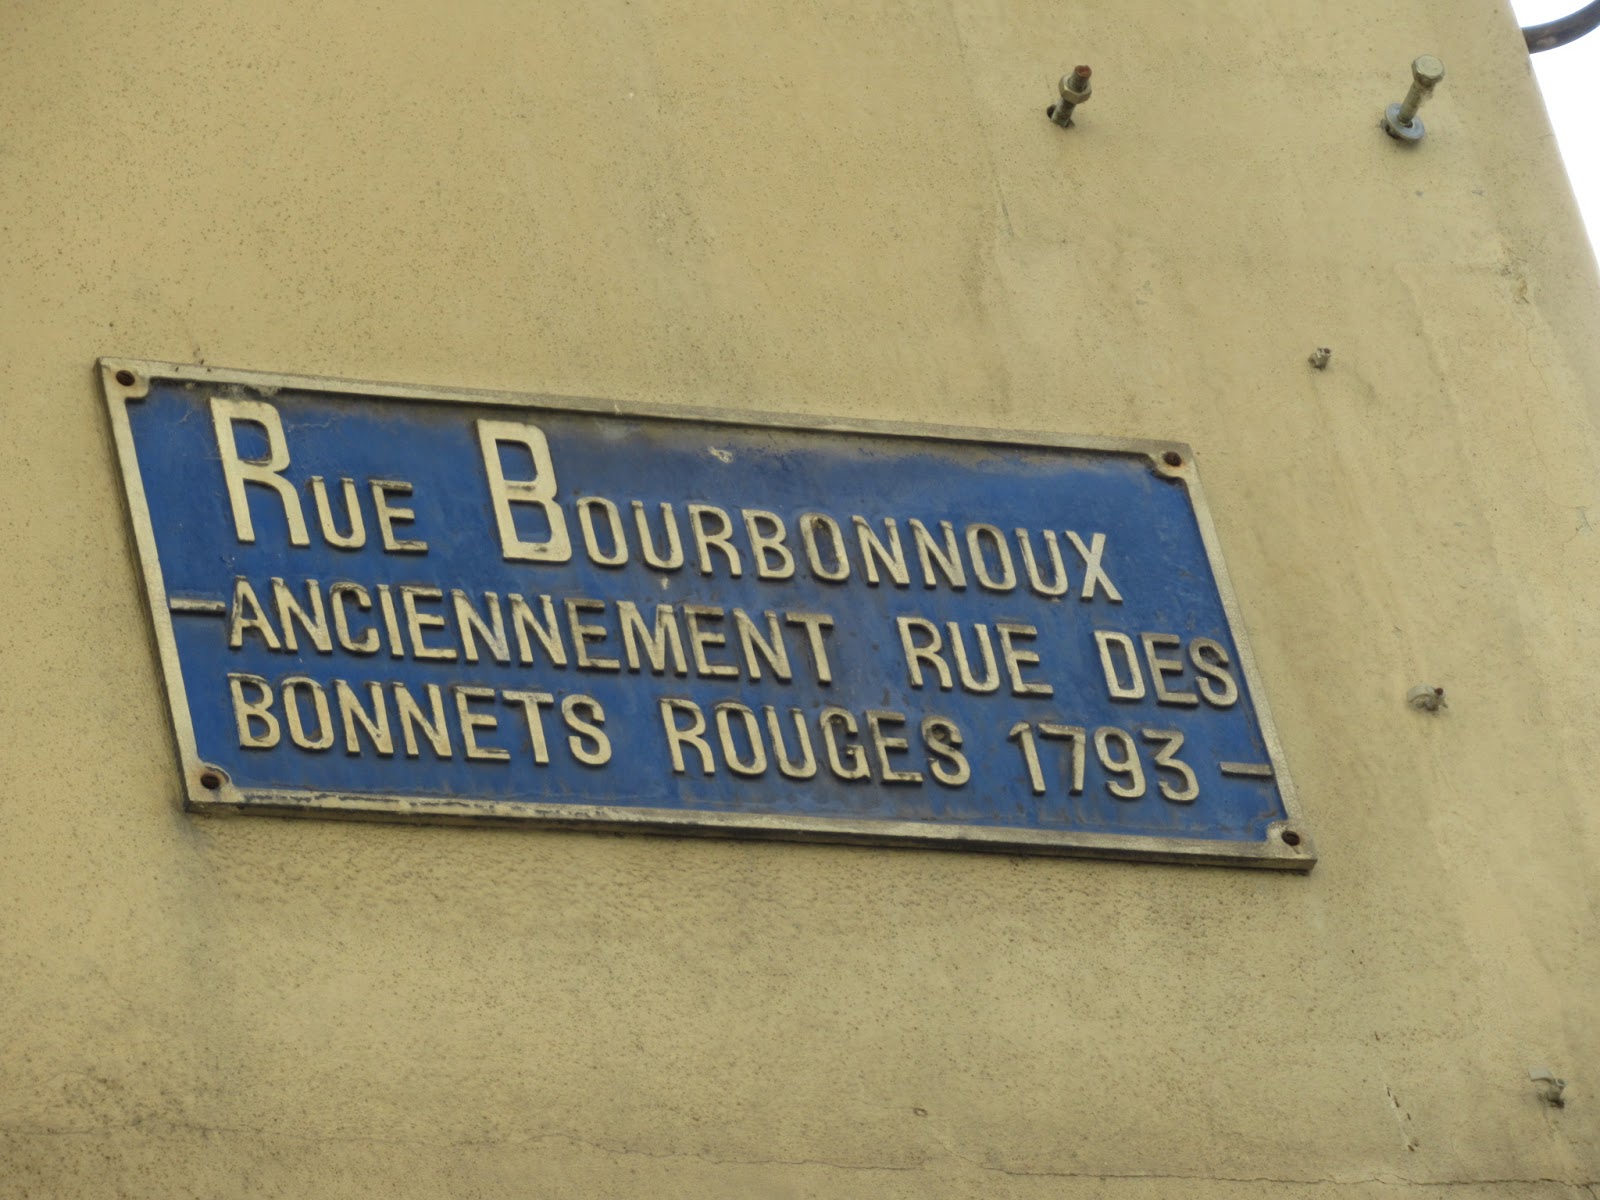 RUE BOURBONNOUX
-ANCIENNEMENT RUE DES
BONNETS ROUGES 1793-